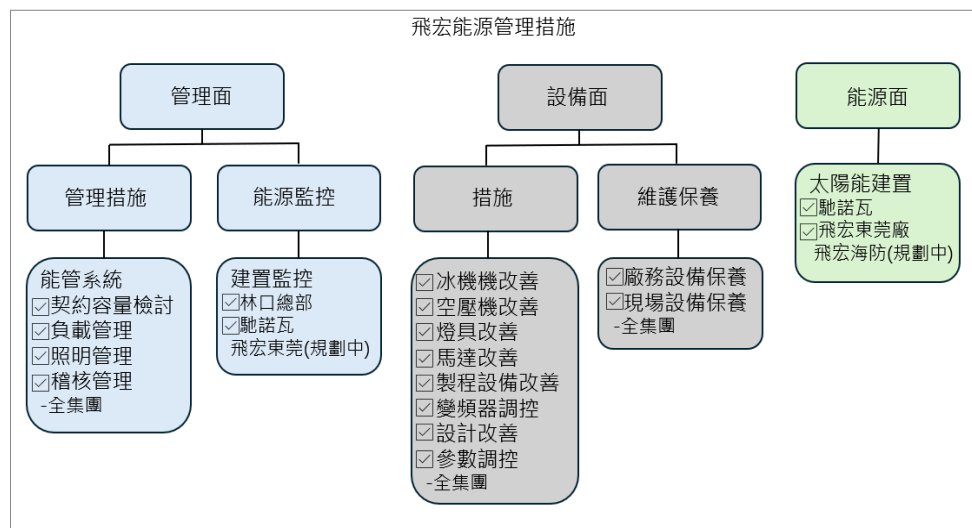 飛宏能源管理措施
管理面
管理措施
能管系統
☑契約容量檢討
☑負載管理
☑照明管理
☑稽核管理
-全集團
能源監控
建置監控
☑林口總部
☑馳諾瓦
飛宏東莞(規劃中)
設備面
措施
☑冰機機改善
☑空壓機改善
☑燈具改善
☑馬達改善
☑製程設備改善
☑變頻器調控
☑設計改善
☑參數調控
-全集團
維護保養
☑廠務設備保養
☑現場設備保養
-全集團
能源面
太陽能建置
☑馳諾瓦
☑飛宏東莞廠
飛宏海防(規劃中)